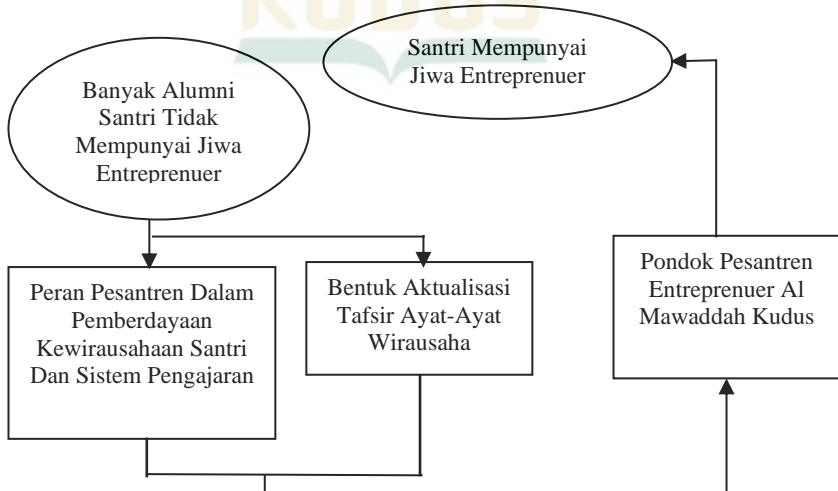 KUDUS
Santri Mempunyai
Jiwa Entreprenuer
Banyak Alumni
Santri Tidak
Mempunyai Jiwa
Entreprenuer
Peran Pesantren Dalam
Pemberdayaan
Kewirausahaan Santri
Dan Sistem Pengajaran
Bentuk Aktualisasi
Tafsir Ayat-Ayat
Wirausaha
Pondok Pesantren
Entreprenuer Al
Mawaddah Kudus